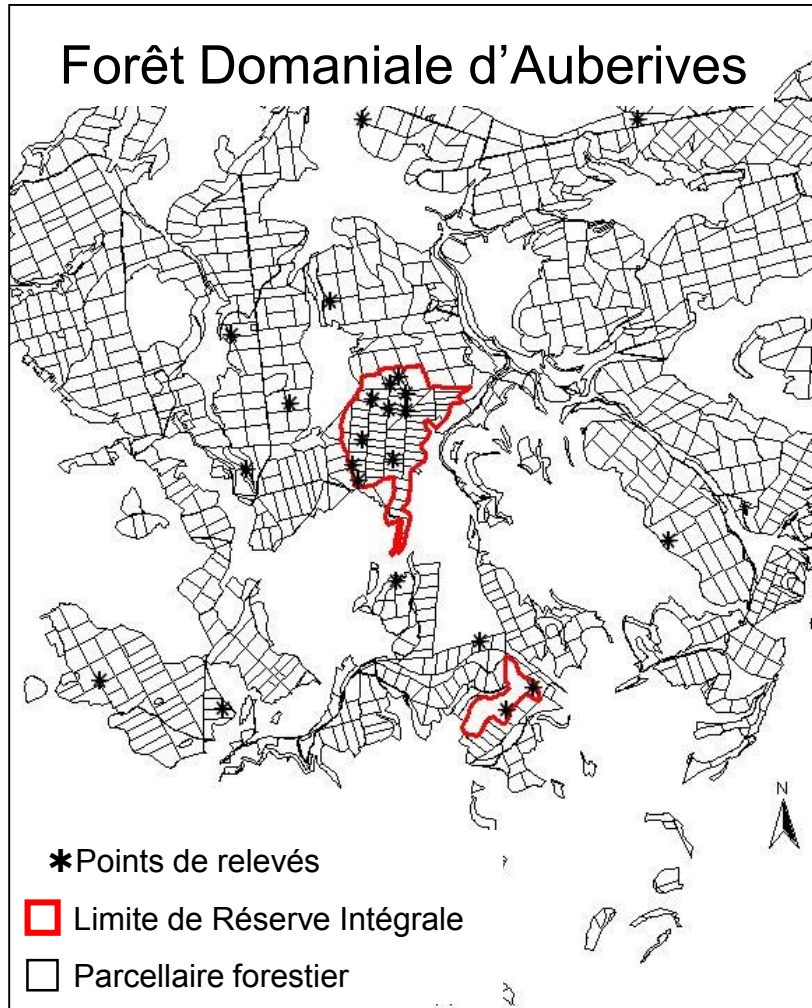 Forêt Domaniale d'Auberives
N
Points de relevés
Limite de Réserve Intégrale
Parcellaire forestier